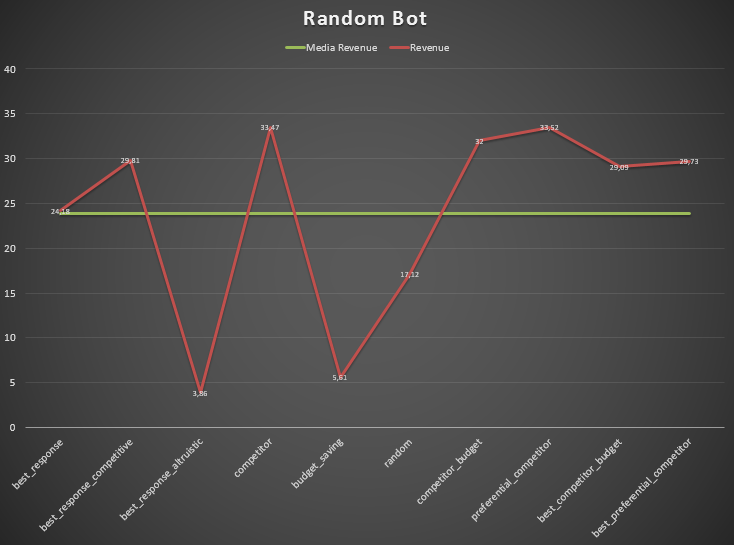 Random Bot
Media Revenue Revenue
40
35
30
25
20
15
10
5
0
24,18
29,81
3,86
33,47
5,61
17,12
32
33,52
29,09
29,73
best_response
best_response_competitive
best_response_altruistic
competitor
budget_saving
random
competitor_budget
preferential_competitor
best_competitor_budget
best_preferential_competitor